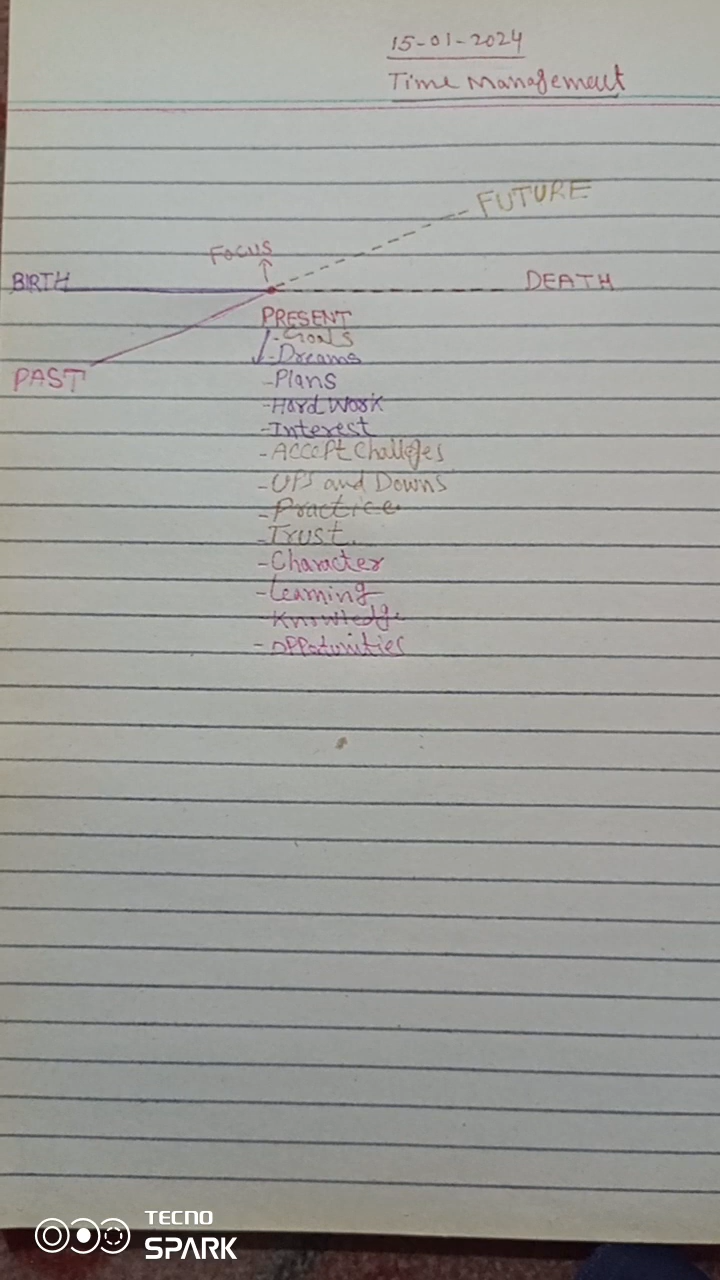 15-01-2024
Time Management
FUTURE
FOCUS
BIRTH
DEATH
PRESENT
PAST
-Goals
-Dreams
-Plans
-Hard Work
-Interest
-Accept Challeges
-UPS and Downs
-Practice
-Trust.
-Character
-Learning
-Knowledge
-Oppotunities
TECNO
SPARK